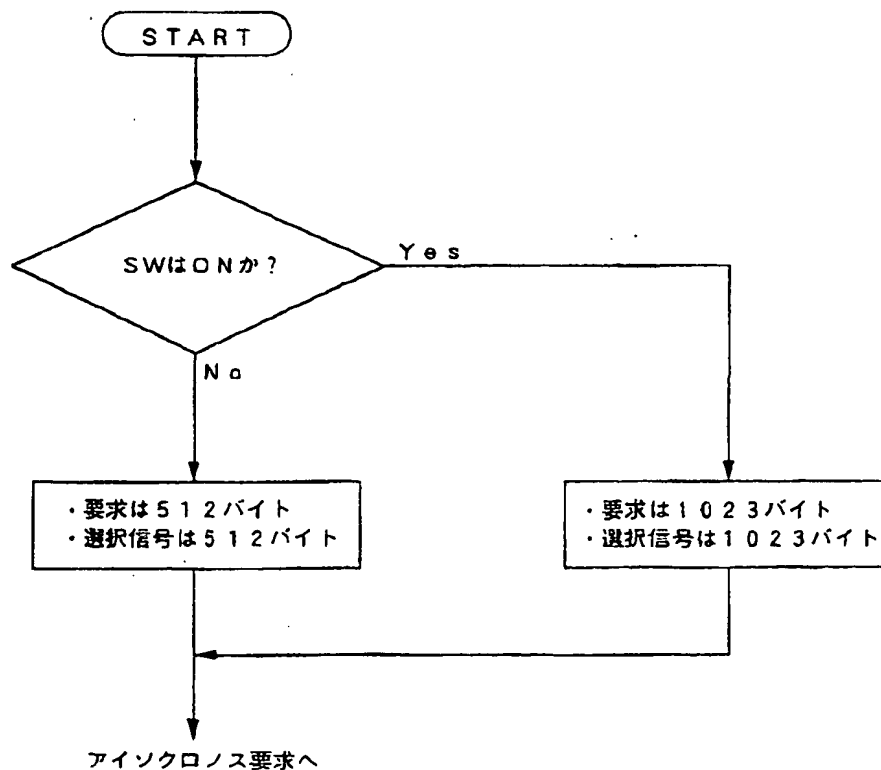 START
SWはONか？
Yes
No
・要求は512バイト
・選択信号は512バイト
・要求は1023バイト
・選択信号は1023バイト
アイソクロノス要求へ